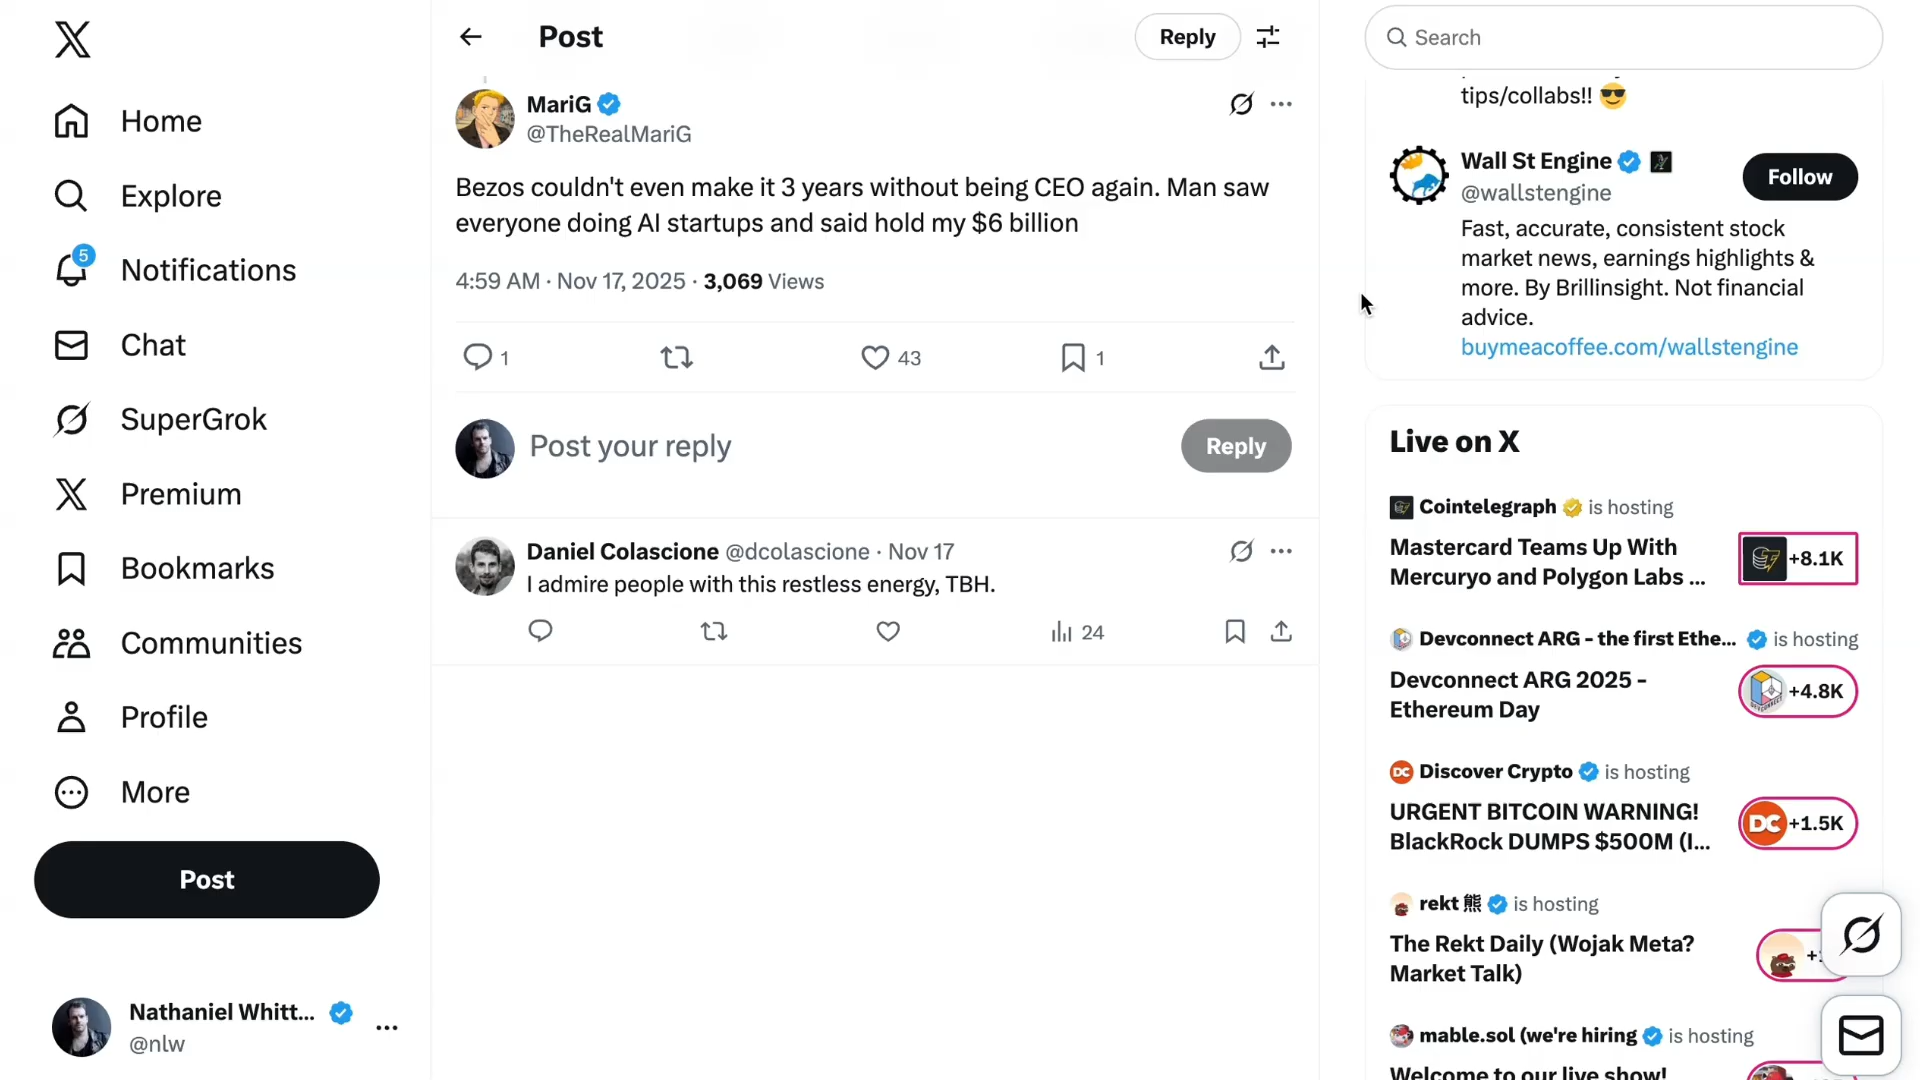 Home
Explore
5
Notifications
Chat
SuperGrok
Premium
Bookmarks
Communities
Profile
More
Post
Nathaniel Whitt...
@nlw
Post
Reply
MariG
@TheRealMariG
Bezos couldn't even make it 3 years without being CEO again. Man saw
everyone doing AI startups and said hold my $6 billion
4:59 AM · Nov 17, 2025 · 3,069 Views
1
43
1
Post your reply
Reply
Daniel Colascione @dcolascione · Nov 17
I admire people with this restless energy, TBH.
24
Search
tips/collabs!! 😎
Wall St Engine
@wallstengine
Follow
Fast, accurate, consistent stock
market news, earnings highlights &
more. By Brillinsight. Not financial
advice.
buymeacoffee.com/wallstengine
Live on X
Cointelegraph is hosting
Mastercard Teams Up With
Mercuryo and Polygon Labs ...
+8.1K
Devconnect ARG - the first Ethe... is hosting
Devconnect ARG 2025 -
Ethereum Day
+4.8K
DC Discover Crypto is hosting
URGENT BITCOIN WARNING!
BlackRock DUMPS $500M (I...
DC +1.5K
rekt 熊 is hosting
The Rekt Daily (Wojak Meta?
Market Talk)
mable.sol (we're hiring is hosting
Welcome to our live show!